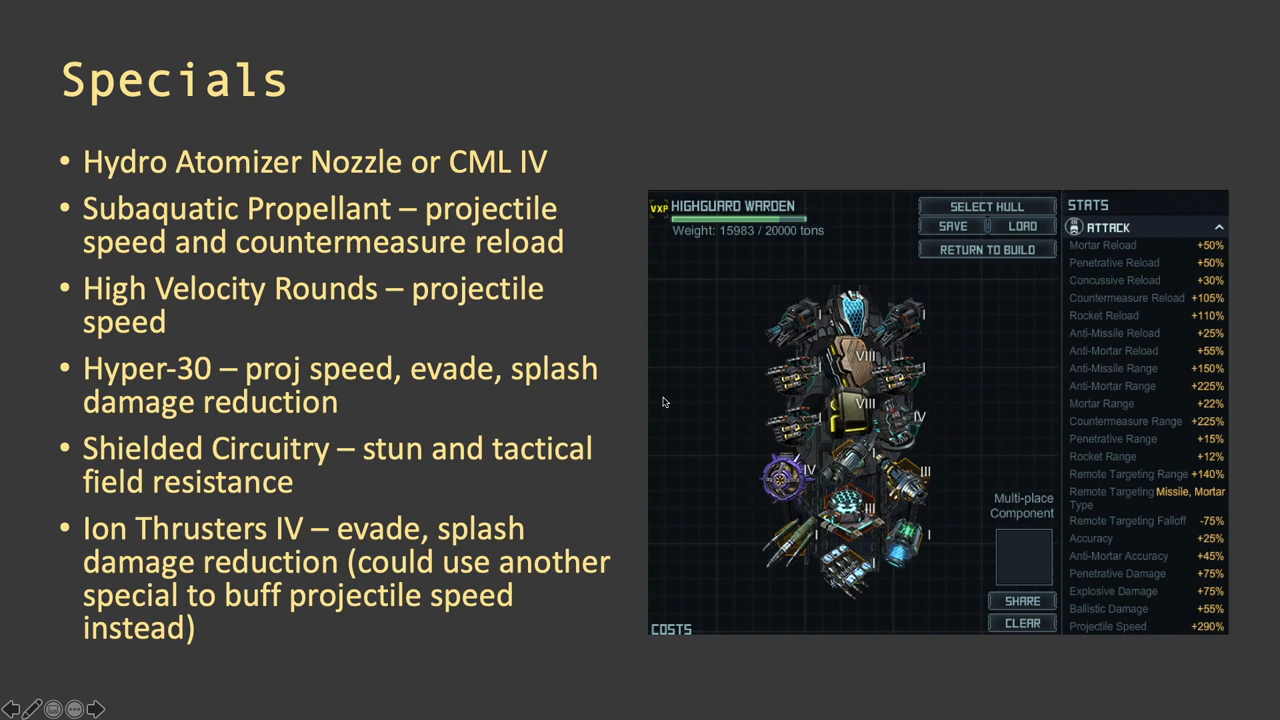 Specials
• Hydro Atomizer Nozzle or CML IV
• Subaquatic Propellant – projectile
speed and countermeasure reload
• High Velocity Rounds – projectile
speed
• Hyper-30 – proj speed, evade, splash
damage reduction
• Shielded Circuitry – stun and tactical
field resistance
• Ion Thrusters IV – evade, splash
damage reduction (could use another
special to buff projectile speed
instead)
VXP HIGHGUARD WARDEN
Weight: 15983 / 20000 tons
SELECT HULL
SAVE LOAD
RETURN TO BUILD
I I
VIII
I I
VIII
I IV
I
IV III
III
I I
I
Multi-place
Component
SHARE
CLEAR
COSTS
STATS
ATTACK
Mortar Reload +50%
Penetrative Reload +50%
Concussive Reload +30%
Countermeasure Reload +105%
Rocket Reload +110%
Anti-Missile Reload +25%
Anti-Mortar Reload +55%
Anti-Missile Range +150%
Anti-Mortar Range +225%
Mortar Range +22%
Countermeasure Range +225%
Penetrative Range +15%
Rocket Range +12%
Remote Targeting Range +140%
Remote Targeting Missile, Mortar
Type
Remote Targeting Falloff -75%
Accuracy +25%
Anti-Mortar Accuracy +45%
Penetrative Damage +75%
Explosive Damage +75%
Ballistic Damage +55%
Projectile Speed +290%